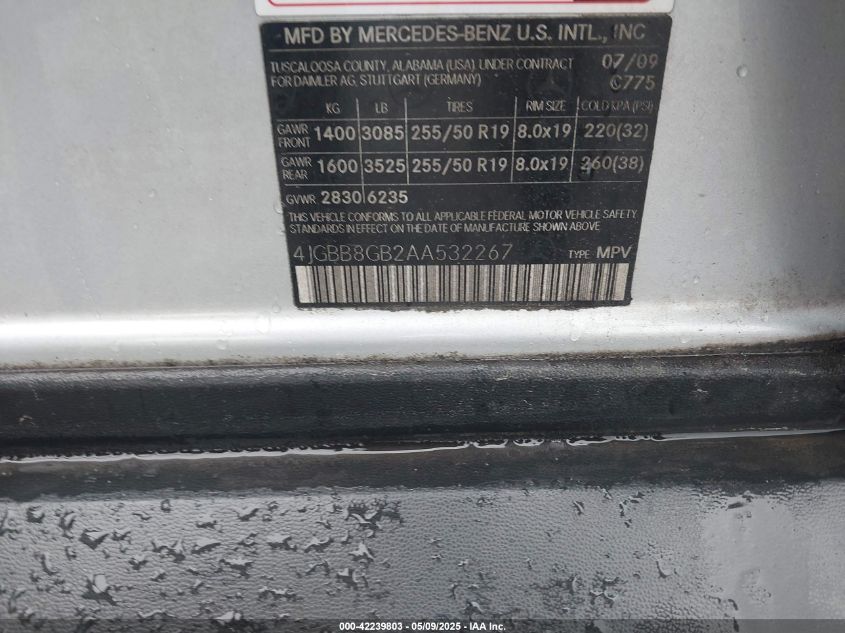 MFD BY MERCEDES-BENZ U.S. INTL., INC
TUSCALOOSA COUNTY, ALABAMA (USA) UNDER CONTRACT 07/09
FOR DAIMLER AG, STUTTGART (GERMANY) C775
KG LB TIRES RIM SIZE COLD KPA (PSI)
GAWR FRONT 1400 3085 255/50 R19 8.0x19 220(32)
GAWR REAR 1600 3525 255/50 R19 8.0x19 260(38)
GVWR 2830 6235
THIS VEHICLE CONFORMS TO ALL APPLICABLE FEDERAL MOTOR VEHICLE SAFETY
STANDARDS IN EFFECT ON THE DATE OF MANUFACTURE SHOWN ABOVE
4JGBB8GB2AA532267 TYPE MPV
000-42239803 — 05/09/2025 — IAA Inc.